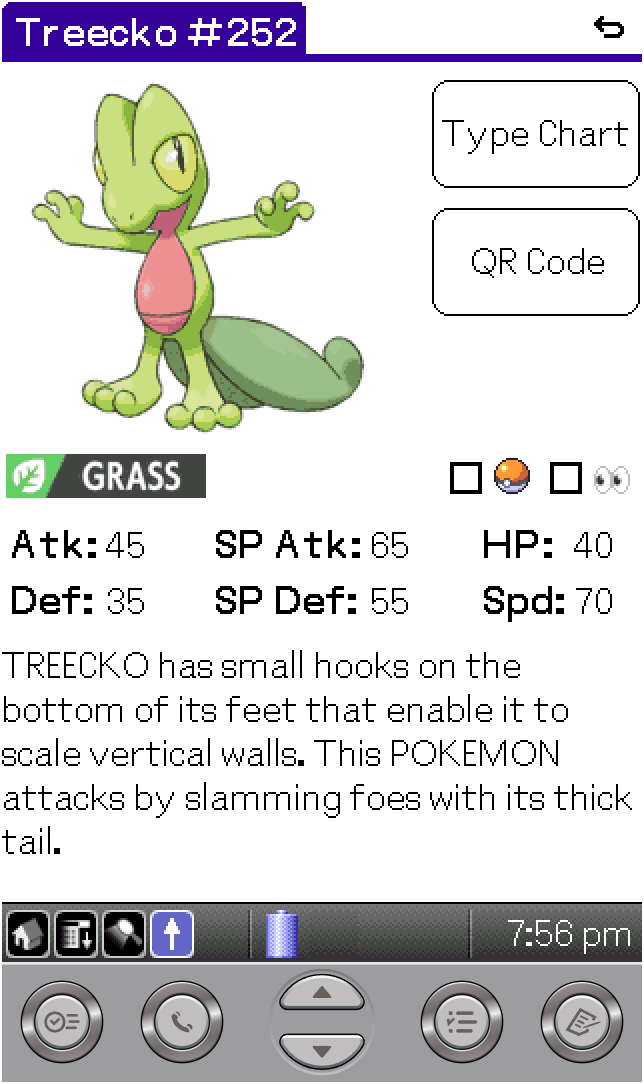 Treecko #252
Type Chart
QR Code
GRASS
Atk: 45 SP Atk: 65 HP: 40
Def: 35 SP Def: 55 Spd: 70
TREECKO has small hooks on the
bottom of its feet that enable it to
scale vertical walls. This POKEMON
attacks by slamming foes with its thick
tail.
7:56 pm